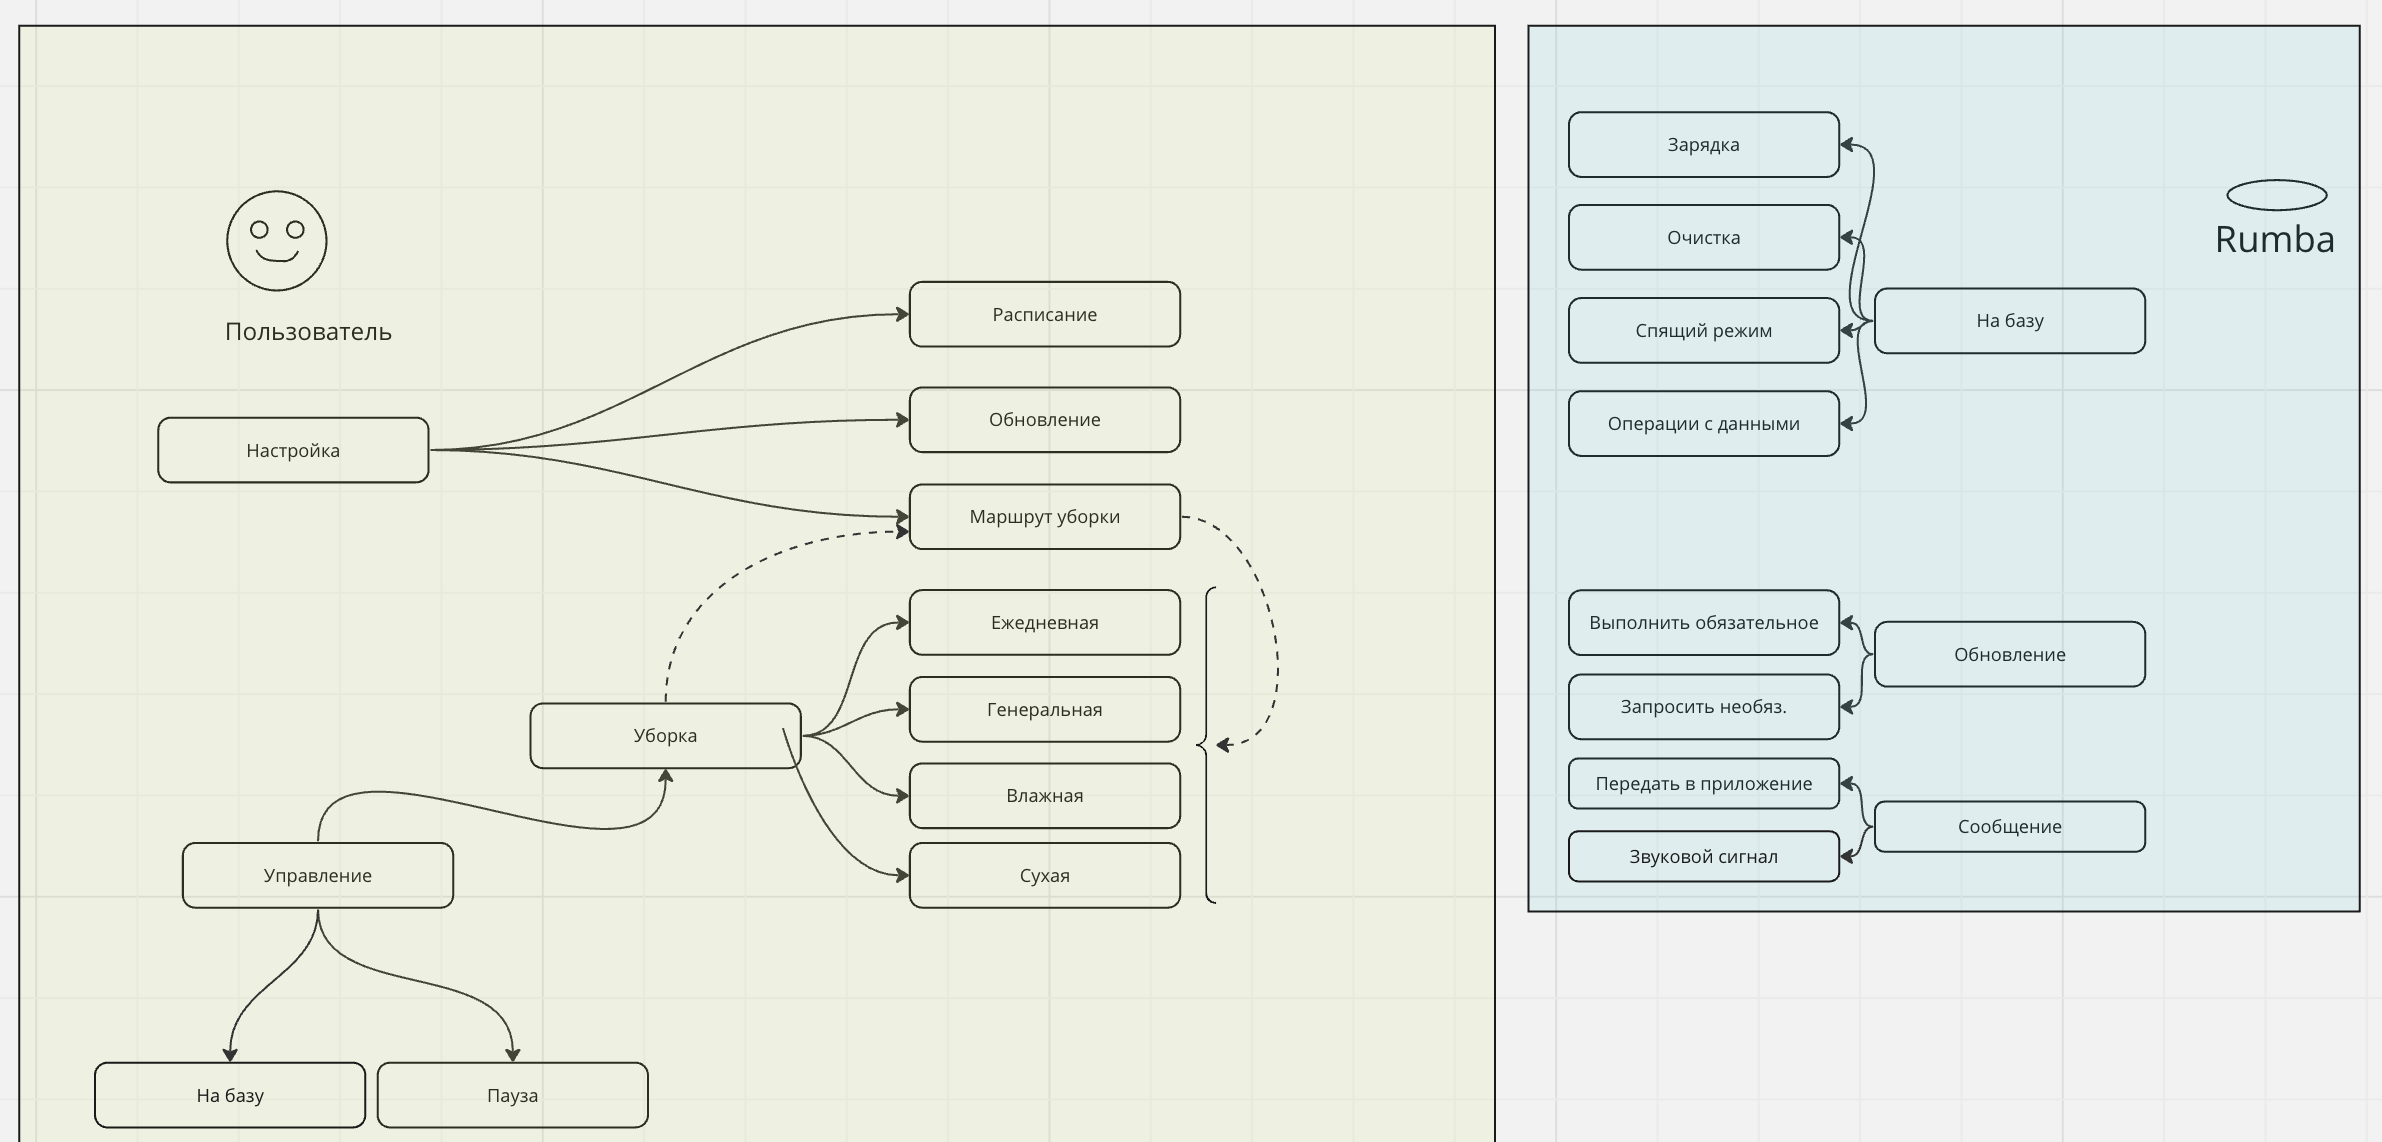 Пользователь
Настройка
Расписание
Обновление
Маршрут уборки
Уборка
Ежедневная
Генеральная
Влажная
Сухая
Управление
На базу
Пауза
Rumba
Зарядка
Очистка
Спящий режим
Операции с данными
На базу
Выполнить обязательное
Запросить необяз.
Обновление
Передать в приложение
Звуковой сигнал
Сообщение